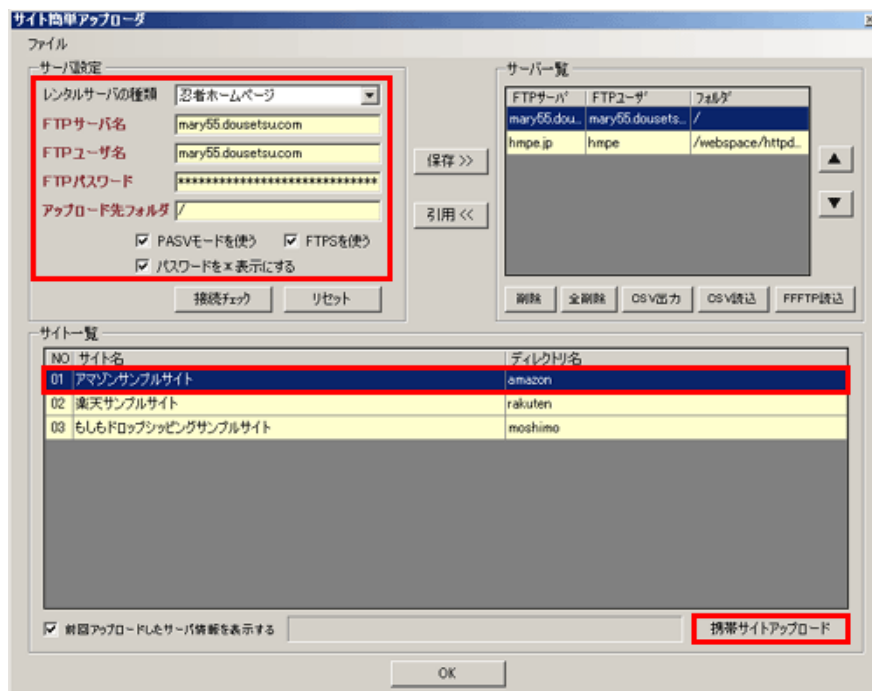 サイト簡単アップローダ
ファイル
サーバ設定
レンタルサーバの種類 忍者ホームページ
FTPサーバ名 mary55.dousetsu.com
FTPユーザ名 mary55.dousetsu.com
FTPパスワード *****************************
アップロード先フォルダ /
PASVモードを使う FTPSを使う
パスワードを*表示にする
接続チェック リセット
保存 >>
引用 <<
サーバー覧
FTPサーバ FTPユーザ フォルダ
mary55.dou... mary55.dousets... /
hmpe.jp hmpe /webspace/httpd...
▲
▼
削除 全削除 CSV出力 CSV読込 FFFTP読込
サイト一覧
NO サイト名 ディレクトリ名
01 アマゾンサンプルサイト amazon
02 楽天サンプルサイト rakuten
03 もしもドロップシッピングサンプルサイト moshimo
前回アップロードしたサーバ情報を表示する
携帯サイトアップロード
OK